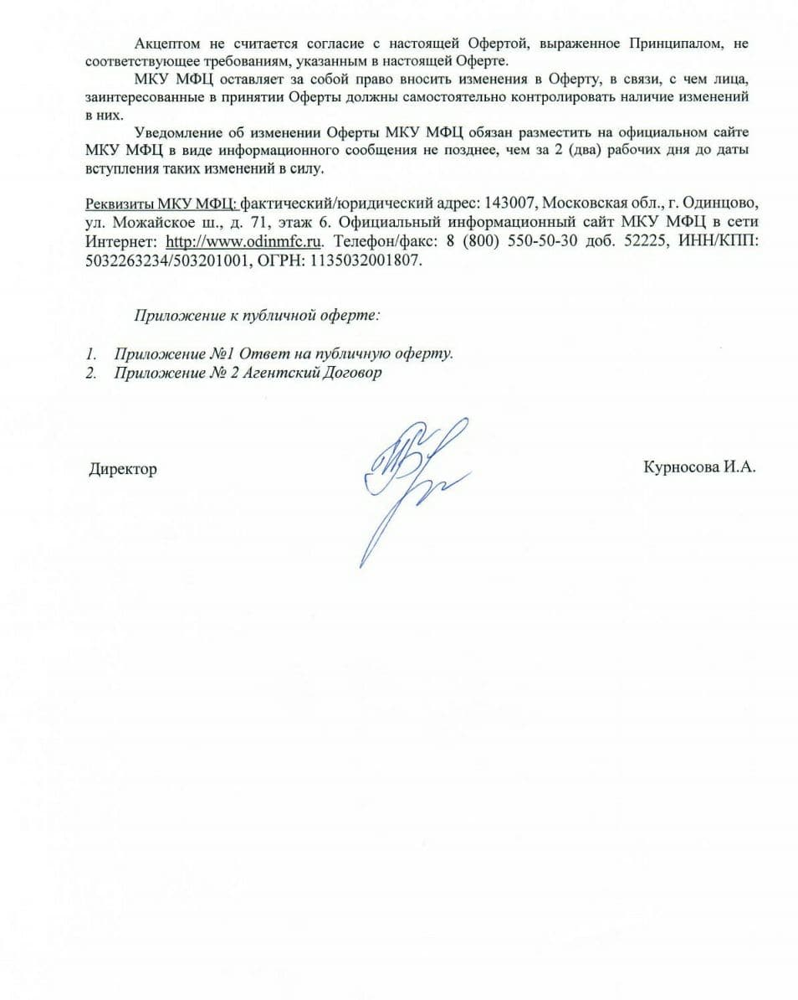 Акцептом не считается согласие с настоящей Офертой, выраженное Принципалом, не
соответствующее требованиям, указанным в настоящей Оферте.
МКУ МФЦ оставляет за собой право вносить изменения в Оферту, в связи, с чем лица,
заинтересованные в принятии Оферты должны самостоятельно контролировать наличие изменений
в них.
Уведомление об изменении Оферты МКУ МФЦ обязан разместить на официальном сайте
МКУ МФЦ в виде информационного сообщения не позднее, чем за 2 (два) рабочих дня до даты
вступления таких изменений в силу.
Реквизиты МКУ МФЦ: фактический/юридический адрес: 143007, Московская обл., г. Одинцово,
ул. Можайское ш., д. 71, этаж 6. Официальный информационный сайт МКУ МФЦ в сети
Интернет: http://www.odinmfc.ru. Телефон/факс: 8 (800) 550-50-30 доб. 52225, ИНН/КПП:
5032263234/503201001, ОГРН: 1135032001807.
Приложение к публичной оферте:
1. Приложение №1 Ответ на публичную оферту.
2. Приложение № 2 Агентский Договор
Директор Курносова И.А.